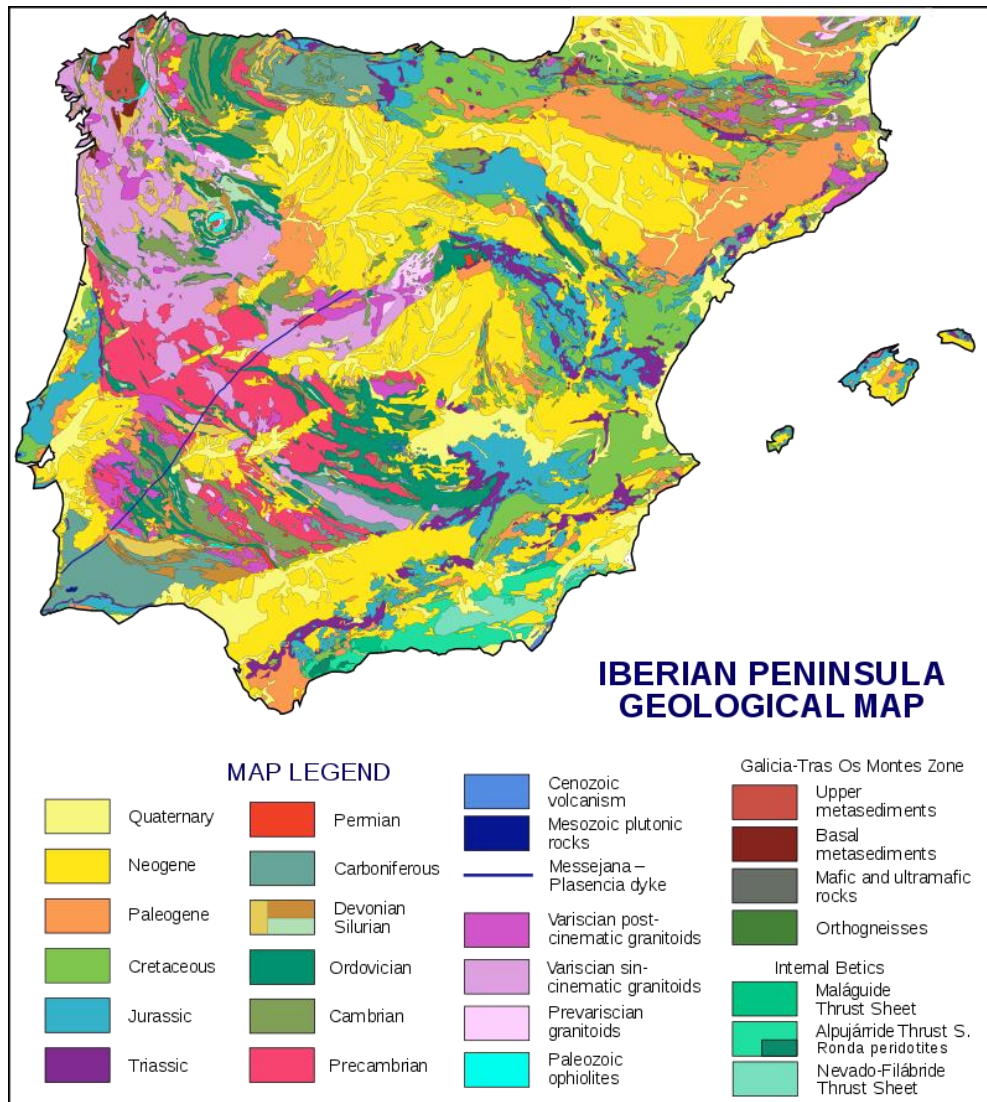 IBERIAN PENINSULA
GEOLOGICAL MAP
MAP LEGEND
Quaternary
Neogene
Paleogene
Cretaceous
Jurassic
Triassic
Permian
Carboniferous
Devonian
Silurian
Ordovician
Cambrian
Precambrian
Cenozoic
volcanism
Mesozoic plutonic
rocks
Messejana –
Plasencia dyke
Variscian post-
cinematic granitoids
Variscian sin-
cinematic granitoids
Prevariscian
granitoids
Paleozoic
ophiolites
Galicia-Tras Os Montes Zone
Upper
metasediments
Basal
metasediments
Mafic and ultramafic
rocks
Orthogneisses
Internal Betics
Maláguide
Thrust Sheet
Alpujárride Thrust S.
Ronda peridotites
Nevado-Filábride
Thrust Sheet